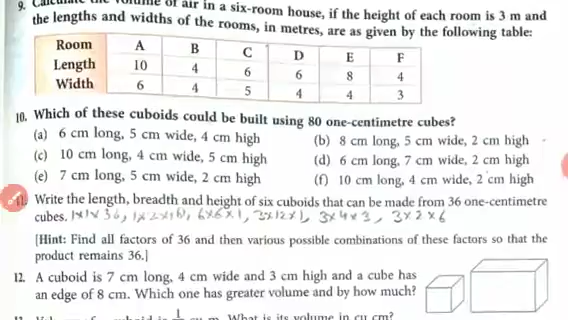 9. Calculate the volume of air in a six-room house, if the height of each room is 3 m and
the lengths and widths of the rooms, in metres, are as given by the following table:
Room A B C D E F
Length 10 4 6 6 8 4
Width 6 4 5 4 4 3
10. Which of these cuboids could be built using 80 one-centimetre cubes?
(a) 6 cm long, 5 cm wide, 4 cm high (b) 8 cm long, 5 cm wide, 2 cm high
(c) 10 cm long, 4 cm wide, 5 cm high (d) 6 cm long, 7 cm wide, 2 cm high
(e) 7 cm long, 5 cm wide, 2 cm high (f) 10 cm long, 4 cm wide, 2 cm high
11. Write the length, breadth and height of six cuboids that can be made from 36 one-centimetre
cubes. 1×1×36, 1×2×18, 6×6×1, 3×12×1, 3×4×3, 3×2×6
[Hint: Find all factors of 36 and then various possible combinations of these factors so that the
product remains 36.]
12. A cuboid is 7 cm long, 4 cm wide and 3 cm high and a cube has
an edge of 8 cm. Which one has greater volume and by how much?
What is its volume in cu cm?